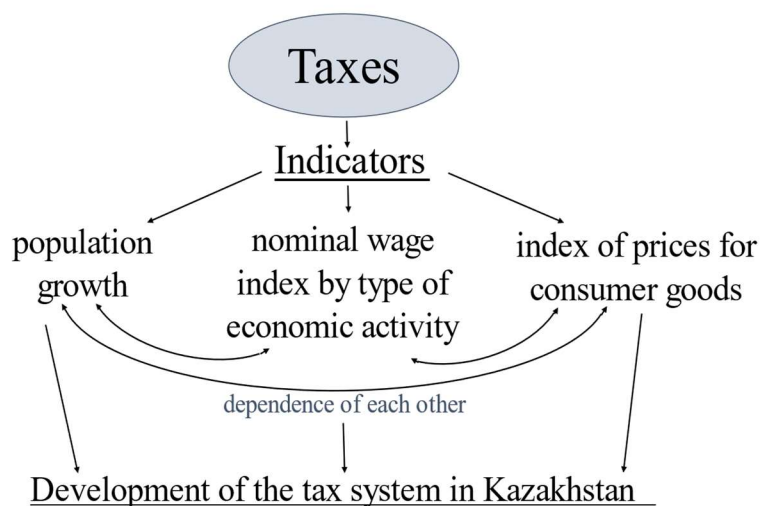 Taxes
Indicators
population
growth
nominal wage
index by type of
economic activity
index of prices for
consumer goods
dependence of each other
Development of the tax system in Kazakhstan